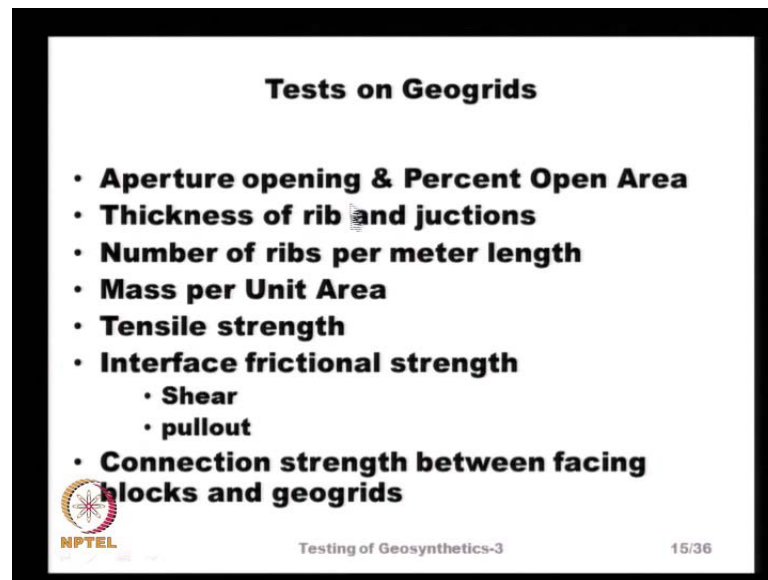 Tests on Geogrids
• Aperture opening & Percent Open Area
• Thickness of rib and juctions
• Number of ribs per meter length
• Mass per Unit Area
• Tensile strength
• Interface frictional strength
• Shear
• pullout
• Connection strength between facing
blocks and geogrids
NPTEL
Testing of Geosynthetics-3
15/36